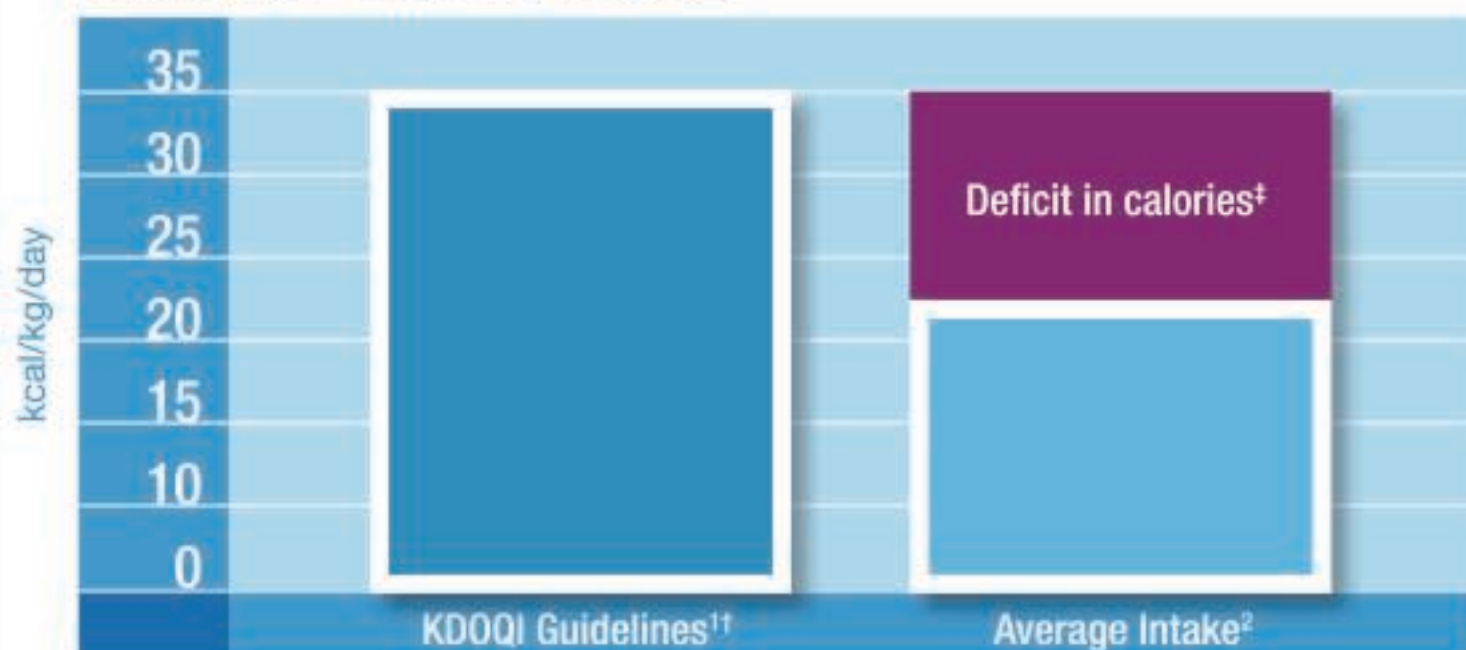 35
30
25
20
15
10
0
kcal/kg/day
Deficit in calories‡
KDOQI Guidelines¹†
Average Intake²